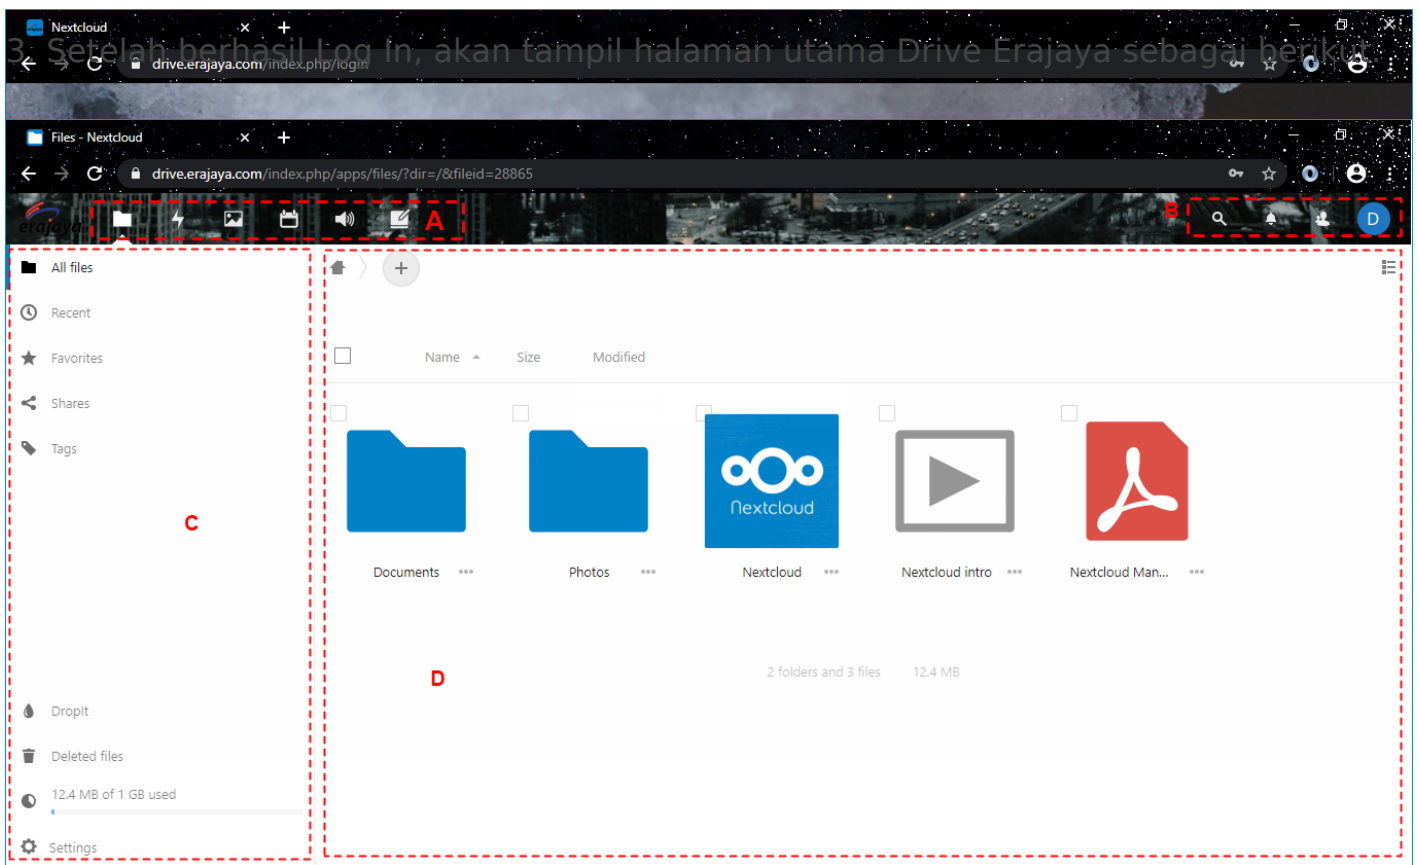 Nextcloud
3. Setelah berhasil Log In, akan tampil halaman utama Drive Erajaya sebagai berikut.
drive.erajaya.com/index.php/login
Files - Nextcloud
drive.erajaya.com/index.php/apps/files/?dir=/&fileid=28865
erajaya
A
B
D
All files
Recent
Favorites
Shares
Tags
C
Name Size Modified
Nextcloud
Documents Photos Nextcloud Nextcloud intro Nextcloud Man...
2 folders and 3 files 12.4 MB
D
DropIt
Deleted files
12.4 MB of 1 GB used
Settings